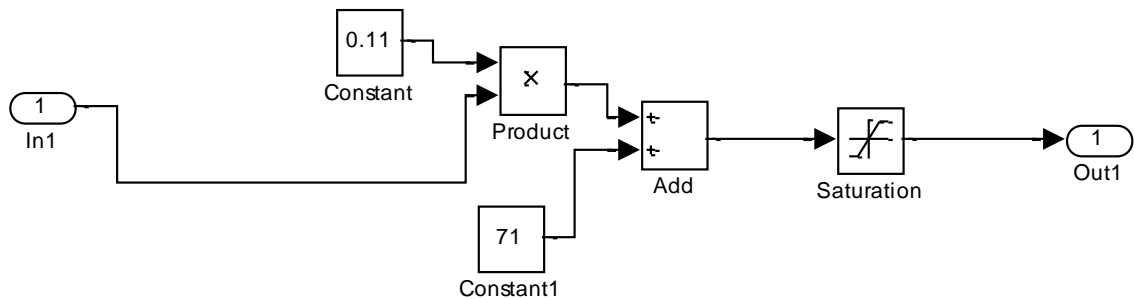 0.11
Constant
×
Product
1
In1
+
+
Add
71
Constant1
Saturation
1
Out1